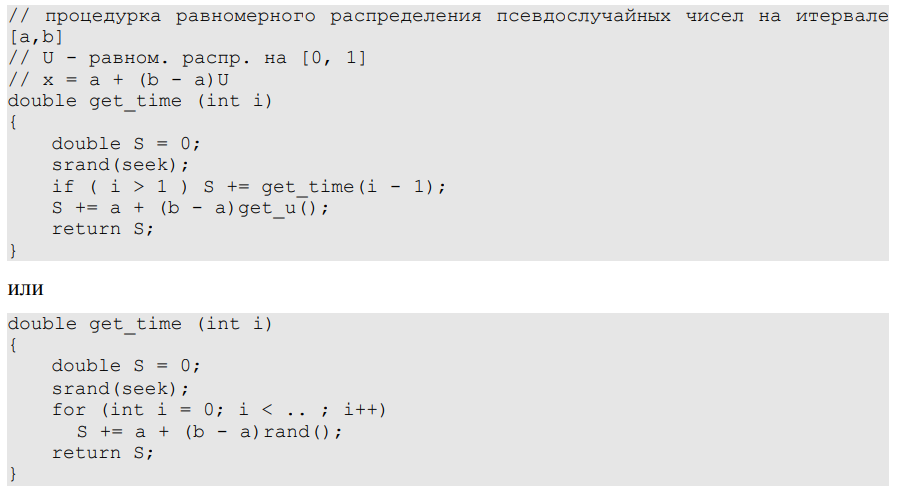 // процедурка равномерного распределения псевдослучайных чисел на итервале
[a,b]
// U - равном. распр. на [0, 1]
// x = a + (b - a)U
double get_time (int i)
{
    double S = 0;
    srand(seek);
    if ( i > 1 ) S += get_time(i - 1);
    S += a + (b - a)get_u();
    return S;
}
или
double get_time (int i)
{
    double S = 0;
    srand(seek);
    for (int i = 0; i < .. ; i++)
      S += a + (b - a)rand();
    return S;
}